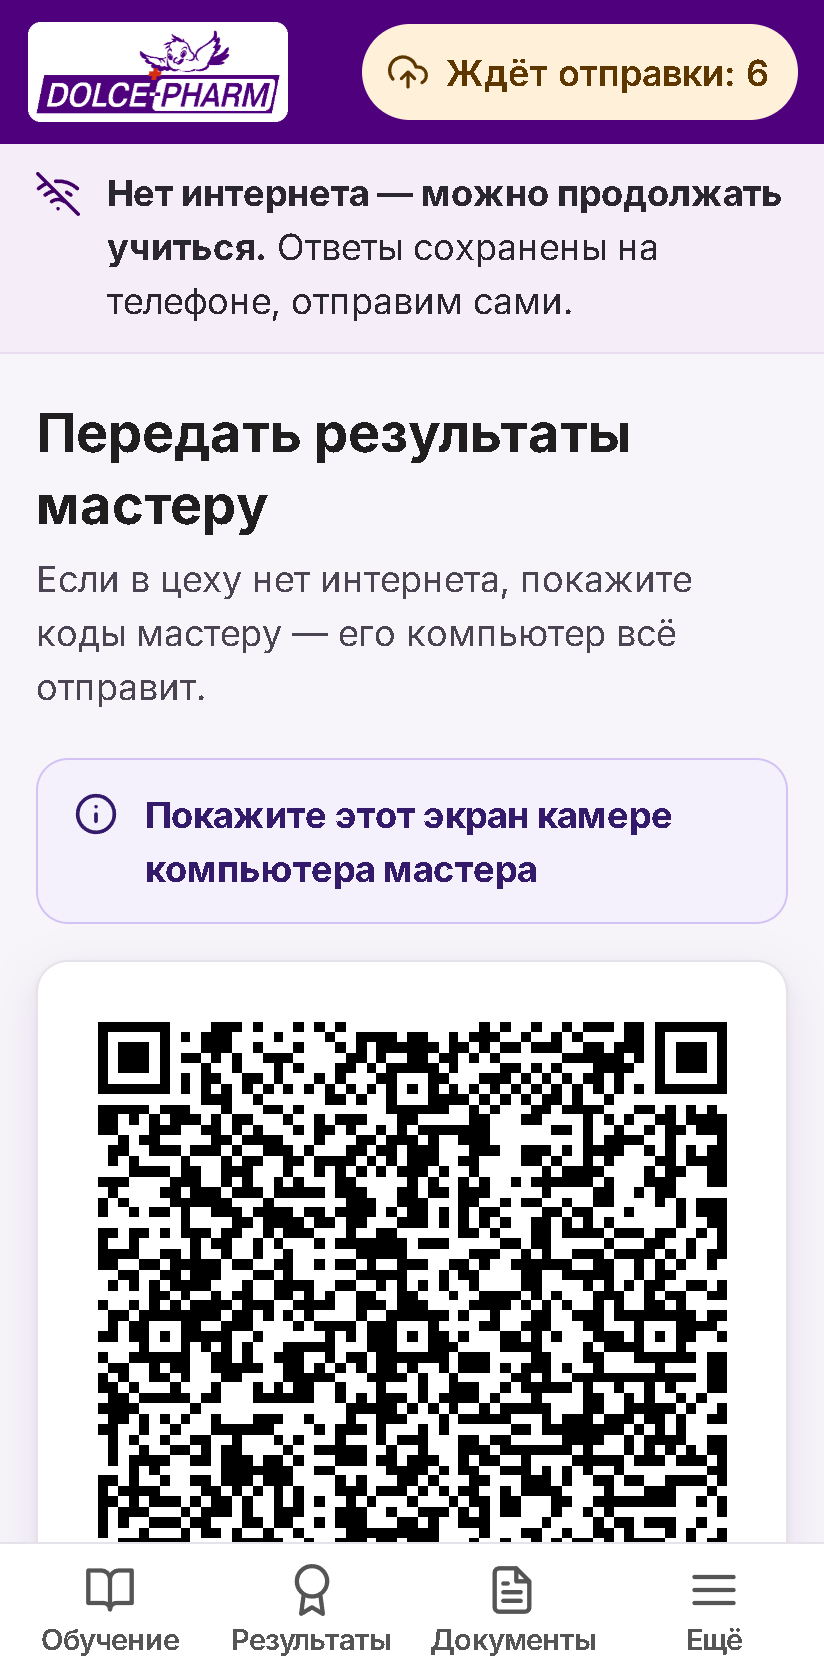 DOLCE-PHARM
Ждёт отправки: 6
Нет интернета — можно продолжать
учиться. Ответы сохранены на
телефоне, отправим сами.
Передать результаты
мастеру
Если в цеху нет интернета, покажите
коды мастеру — его компьютер всё
отправит.
Покажите этот экран камере
компьютера мастера
Обучение
Результаты
Документы
Ещё